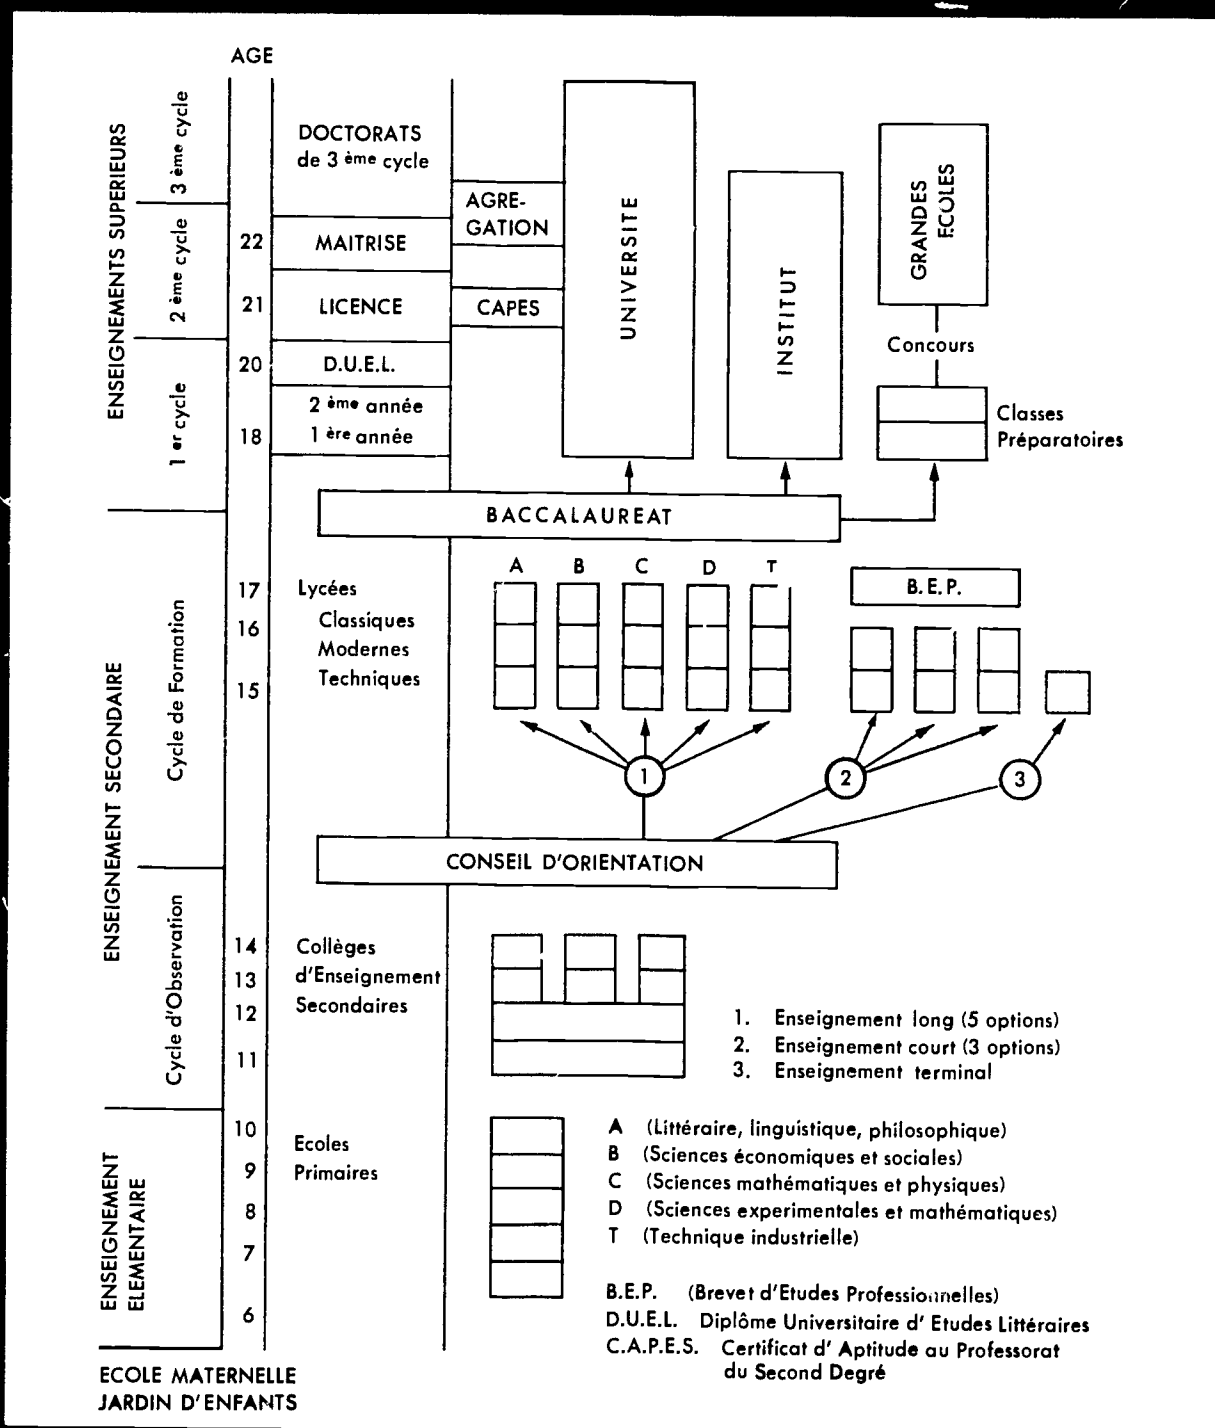 AGE
ENSEIGNEMENTS SUPERIEURS
3 ème cycle
2 ème cycle
1 er cycle
DOCTORATS
de 3 ème cycle
AGRE-
GATION
22
MAITRISE
21
LICENCE
CAPES
20
D.U.E.L.
2 ème année
18
1 ère année
UNIVERSITE
INSTITUT
GRANDES
ECOLES
Concours
Classes
Préparatoires
BACCALAUREAT
ENSEIGNEMENT SECONDAIRE
Cycle de Formation
A B C D T
17
Lycées
B.E.P.
16
Classiques
Modernes
Techniques
15
1
2
3
CONSEIL D'ORIENTATION
Cycle d'Observation
14
Collèges
13
d'Enseignement
12
Secondaires
11
1. Enseignement long (5 options)
2. Enseignement court (3 options)
3. Enseignement terminal
ENSEIGNEMENT
ELEMENTAIRE
10
Ecoles
9
Primaires
8
7
6
A (Littéraire, linguistique, philosophique)
B (Sciences économiques et sociales)
C (Sciences mathématiques et physiques)
D (Sciences experimentales et mathématiques)
T (Technique industrielle)
B.E.P. (Brevet d'Etudes Professionnelles)
D.U.E.L. Diplôme Universitaire d' Etudes Littéraires
C.A.P.E.S. Certificat d' Aptitude au Professorat
du Second Degré
ECOLE MATERNELLE
JARDIN D'ENFANTS